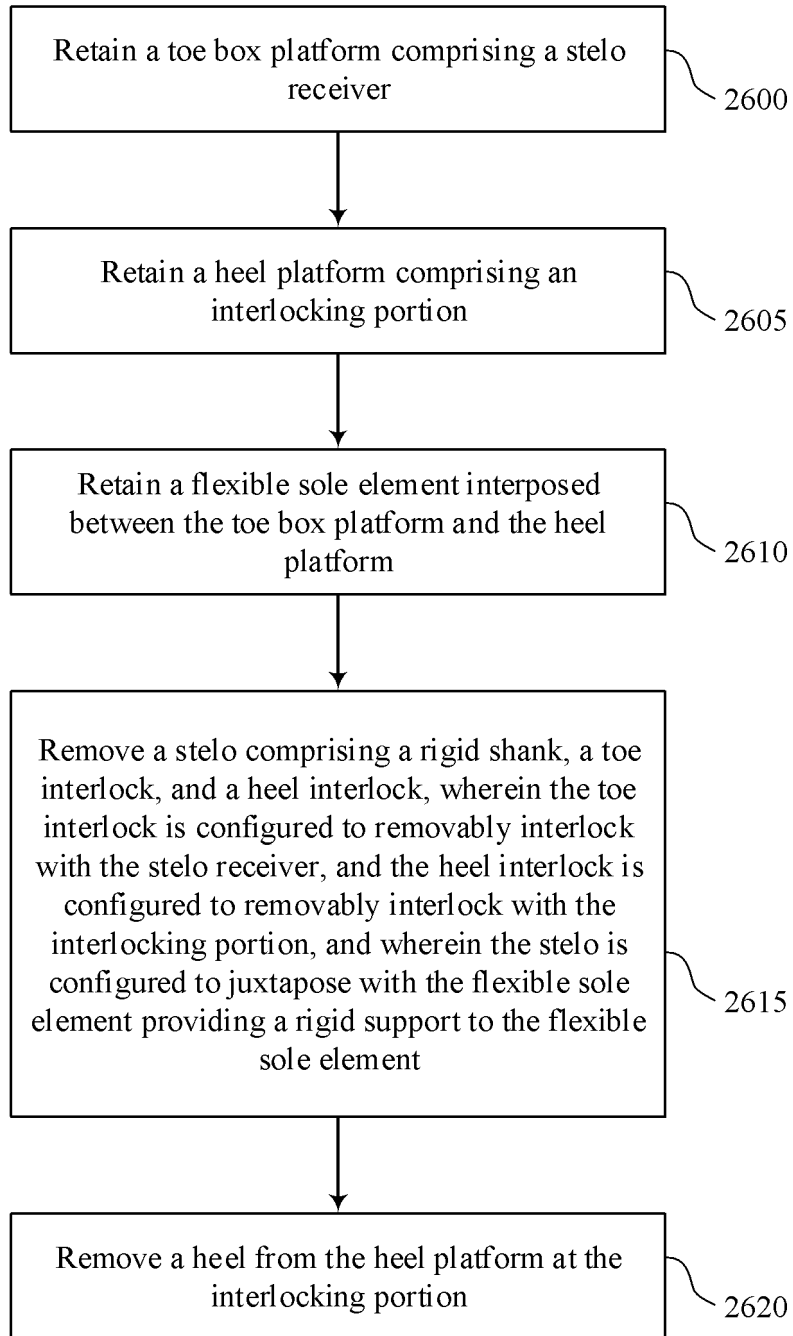 Retain a toe box platform comprising a stelo
receiver
2600
Retain a heel platform comprising an
interlocking portion
2605
Retain a flexible sole element interposed
between the toe box platform and the heel
platform
2610
Remove a stelo comprising a rigid shank, a toe
interlock, and a heel interlock, wherein the toe
interlock is configured to removably interlock
with the stelo receiver, and the heel interlock is
configured to removably interlock with the
interlocking portion, and wherein the stelo is
configured to juxtapose with the flexible sole
element providing a rigid support to the flexible
sole element
2615
Remove a heel from the heel platform at the
interlocking portion
2620